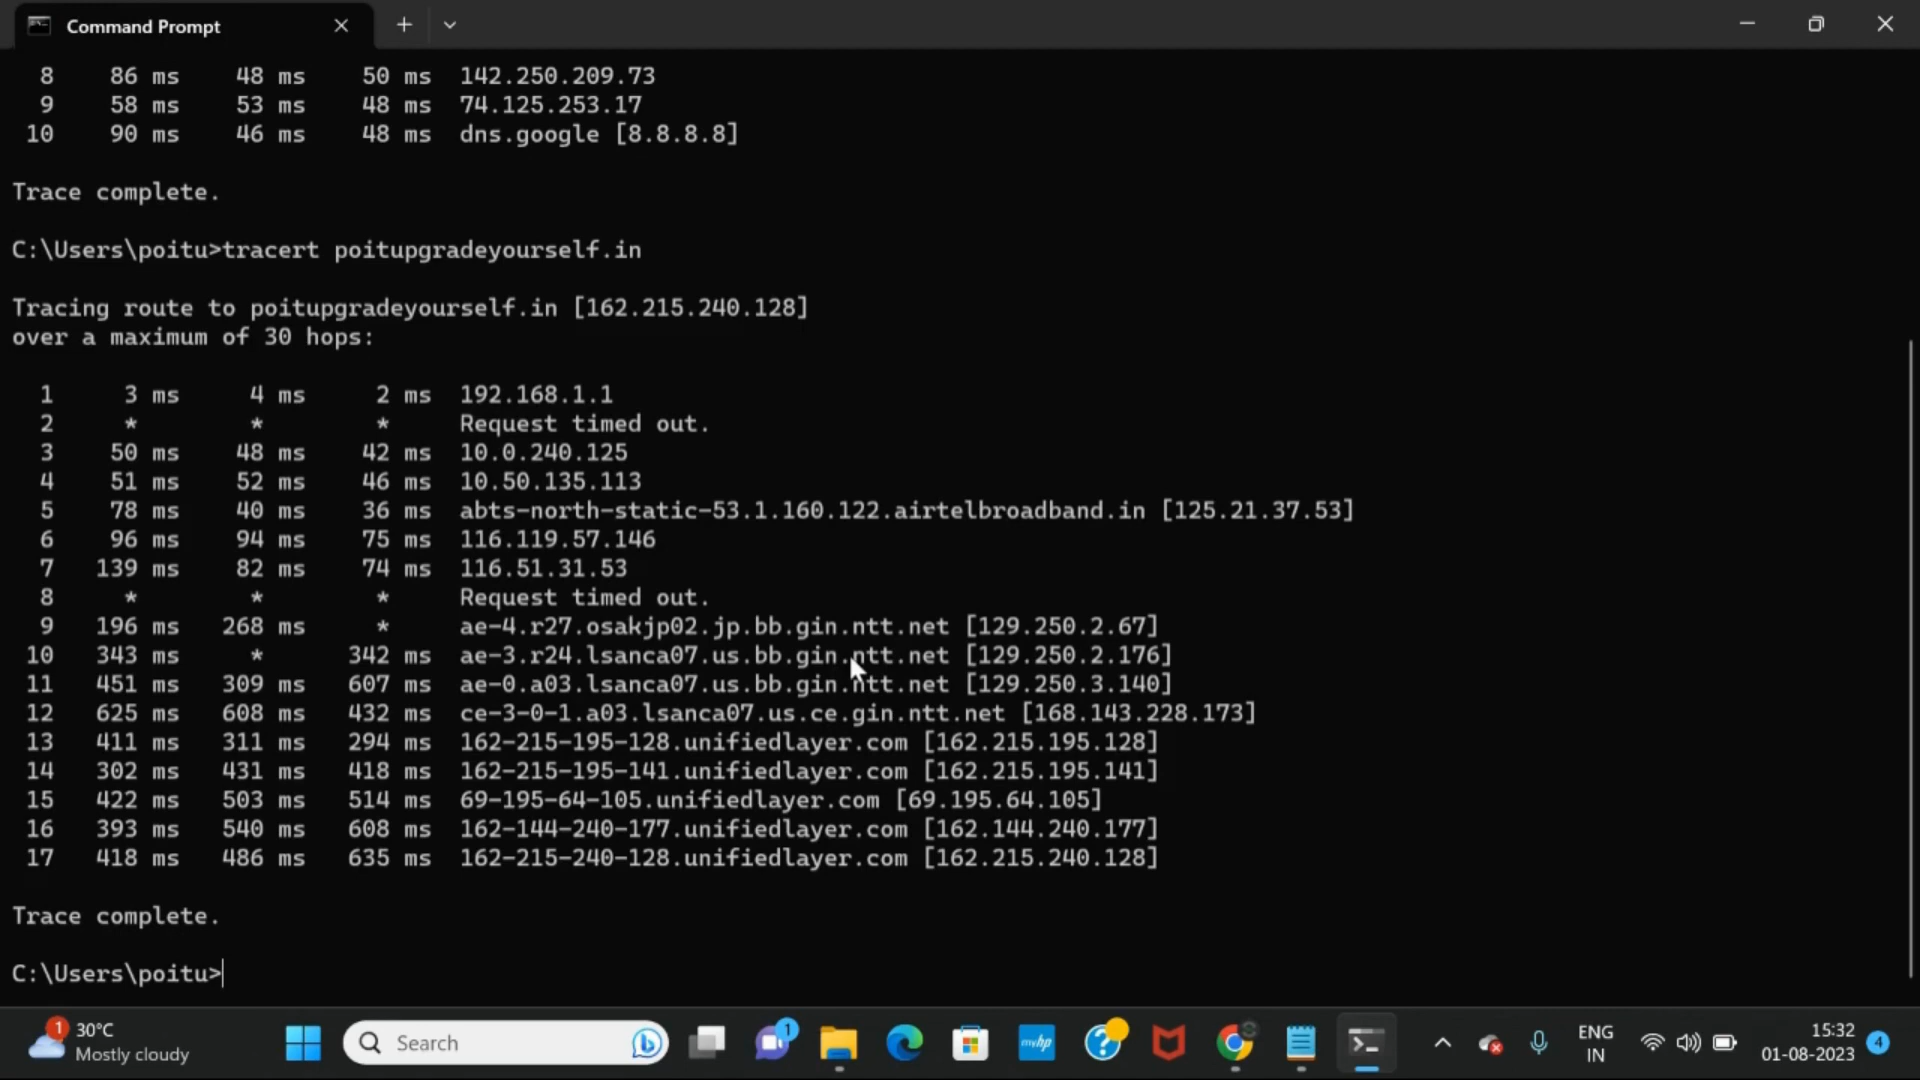 Command Prompt
8 86 ms 48 ms 50 ms 142.250.209.73
9 58 ms 53 ms 48 ms 74.125.253.17
10 90 ms 46 ms 48 ms dns.google [8.8.8.8]
Trace complete.
C:\Users\poitu>tracert poitupgradeyourself.in
Tracing route to poitupgradeyourself.in [162.215.240.128]
over a maximum of 30 hops:
1 3 ms 4 ms 2 ms 192.168.1.1
2 * * * Request timed out.
3 50 ms 48 ms 42 ms 10.0.240.125
4 51 ms 52 ms 46 ms 10.50.135.113
5 78 ms 40 ms 36 ms abts-north-static-53.1.160.122.airtelbroadband.in [125.21.37.53]
6 96 ms 94 ms 75 ms 116.119.57.146
7 139 ms 82 ms 74 ms 116.51.31.53
8 * * * Request timed out.
9 196 ms 268 ms * ae-4.r27.osakjp02.jp.bb.gin.ntt.net [129.250.2.67]
10 343 ms * 342 ms ae-3.r24.lsanca07.us.bb.gin.ntt.net [129.250.2.176]
11 451 ms 309 ms 607 ms ae-0.a03.lsanca07.us.bb.gin.ntt.net [129.250.3.140]
12 625 ms 608 ms 432 ms ce-3-0-1.a03.lsanca07.us.ce.gin.ntt.net [168.143.228.173]
13 411 ms 311 ms 294 ms 162-215-195-128.unifiedlayer.com [162.215.195.128]
14 302 ms 431 ms 418 ms 162-215-195-141.unifiedlayer.com [162.215.195.141]
15 422 ms 503 ms 514 ms 69-195-64-105.unifiedlayer.com [69.195.64.105]
16 393 ms 540 ms 608 ms 162-144-240-177.unifiedlayer.com [162.144.240.177]
17 418 ms 486 ms 635 ms 162-215-240-128.unifiedlayer.com [162.215.240.128]
Trace complete.
C:\Users\poitu>
1 30°C
Mostly cloudy
Search
1
myhp
ENG
IN
15:32
01-08-2023
4